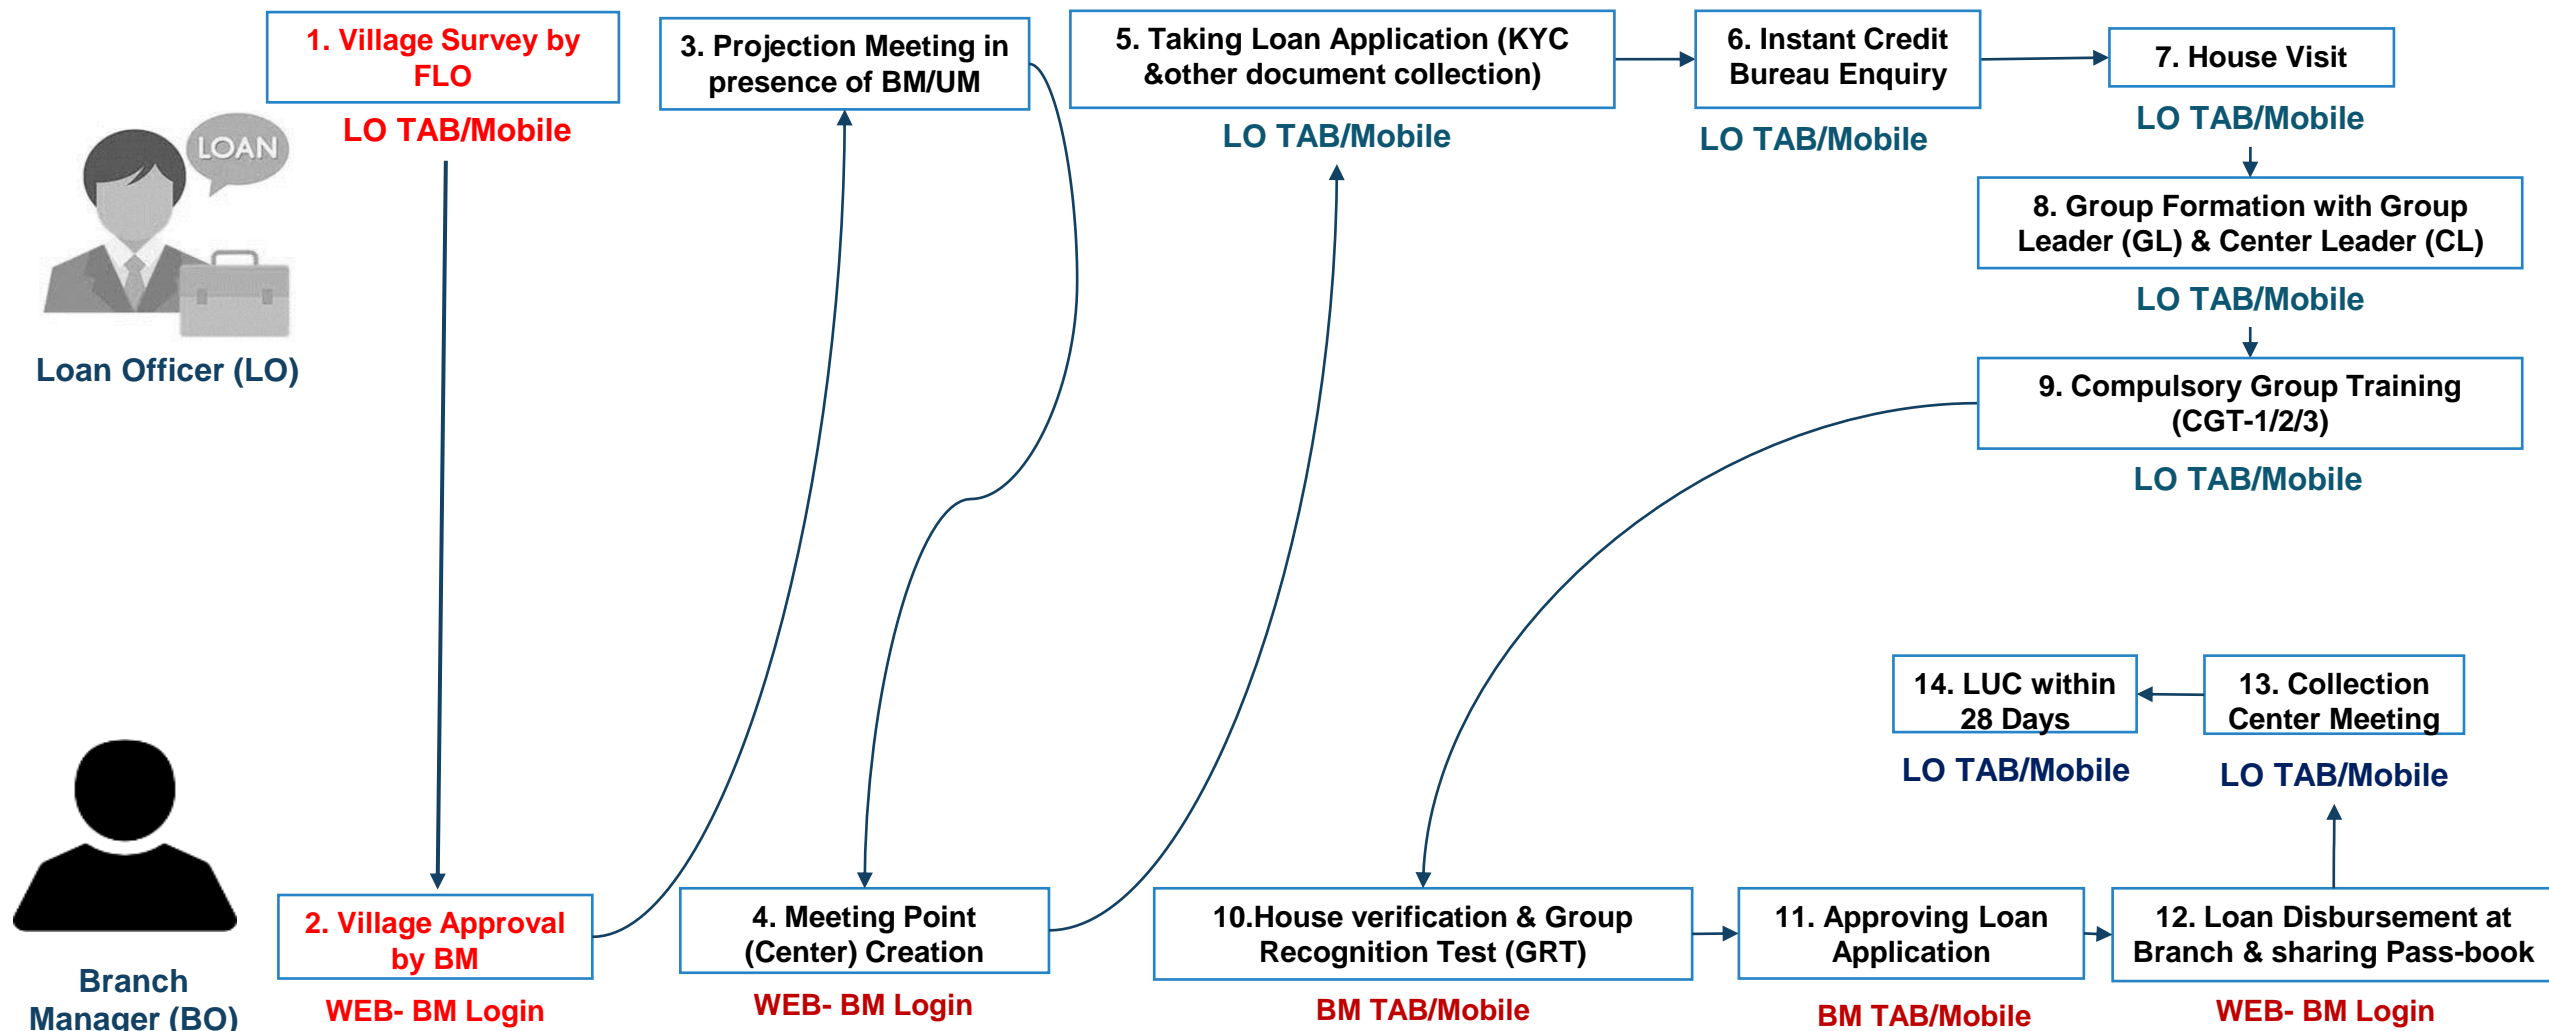 1. Village Survey by
FLO
LO TAB/Mobile
3. Projection Meeting in
presence of BM/UM
5. Taking Loan Application (KYC
&other document collection)
LO TAB/Mobile
6. Instant Credit
Bureau Enquiry
LO TAB/Mobile
7. House Visit
LO TAB/Mobile
LOAN
Loan Officer (LO)
8. Group Formation with Group
Leader (GL) & Center Leader (CL)
LO TAB/Mobile
9. Compulsory Group Training
(CGT-1/2/3)
LO TAB/Mobile
14. LUC within
28 Days
LO TAB/Mobile
13. Collection
Center Meeting
LO TAB/Mobile
Branch
Manager (BO)
2. Village Approval
by BM
WEB- BM Login
4. Meeting Point
(Center) Creation
WEB- BM Login
10.House verification & Group
Recognition Test (GRT)
BM TAB/Mobile
11. Approving Loan
Application
BM TAB/Mobile
12. Loan Disbursement at
Branch & sharing Pass-book
WEB- BM Login